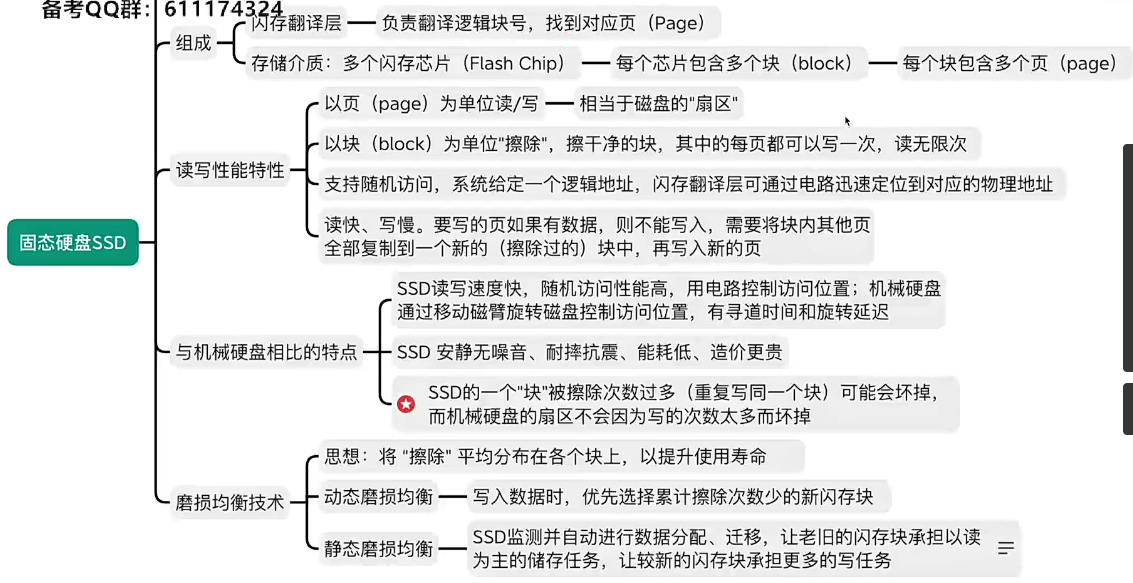 备考QQ群：611174324
组成
闪存翻译层
负责翻译逻辑块号，找到对应页（Page）
存储介质：多个闪存芯片（Flash Chip）
每个芯片包含多个块（block）
每个块包含多个页（page）
读写性能特性
以页（page）为单位读/写
相当于磁盘的"扇区"
以块（block）为单位"擦除"，擦干净的块，其中的每页都可以写一次，读无限次
支持随机访问，系统给定一个逻辑地址，闪存翻译层可通过电路迅速定位到对应的物理地址
读快、写慢。要写的页如果有数据，则不能写入，需要将块内其他页
全部复制到一个新的（擦除过的）块中，再写入新的页
固态硬盘SSD
与机械硬盘相比的特点
SSD读写速度快，随机访问性能高，用电路控制访问位置；机械硬盘
通过移动磁臂旋转磁盘控制访问位置，有寻道时间和旋转延迟
SSD 安静无噪音、耐摔抗震、能耗低、造价更贵
SSD的一个"块"被擦除次数过多（重复写同一个块）可能会坏掉，
而机械硬盘的扇区不会因为写的次数太多而坏掉
磨损均衡技术
思想：将 "擦除" 平均分布在各个块上，以提升使用寿命
动态磨损均衡
写入数据时，优先选择累计擦除次数少的新闪存块
静态磨损均衡
SSD监测并自动进行数据分配、迁移，让老旧的闪存块承担以读
为主的储存任务，让较新的闪存块承担更多的写任务